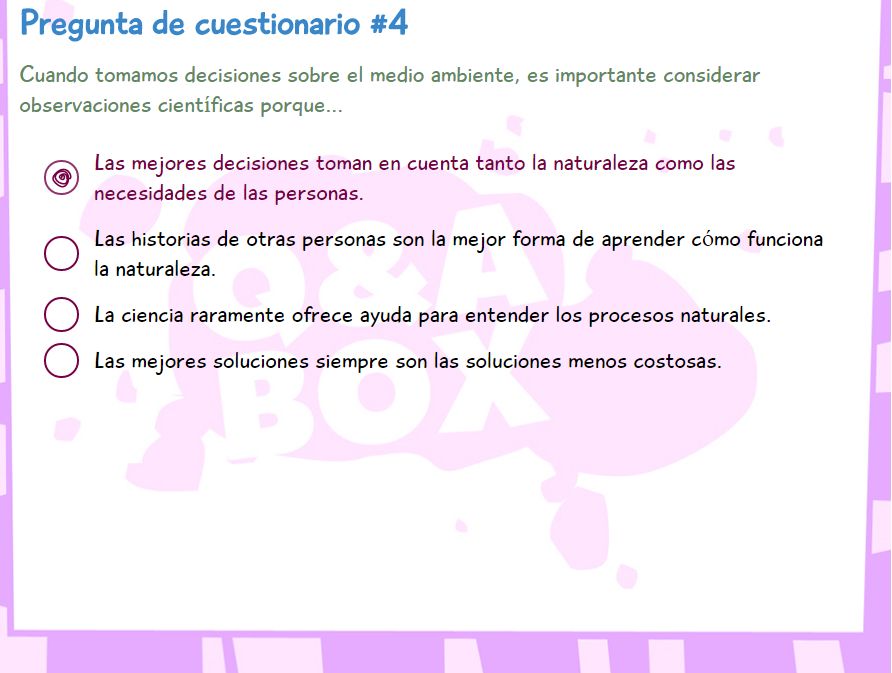 Pregunta de cuestionario #4
Cuando tomamos decisiones sobre el medio ambiente, es importante considerar
observaciones científicas porque...
Las mejores decisiones toman en cuenta tanto la naturaleza como las
necesidades de las personas.
Las historias de otras personas son la mejor forma de aprender cómo funciona
la naturaleza.
La ciencia raramente ofrece ayuda para entender los procesos naturales.
Las mejores soluciones siempre son las soluciones menos costosas.
Q&A
BOX